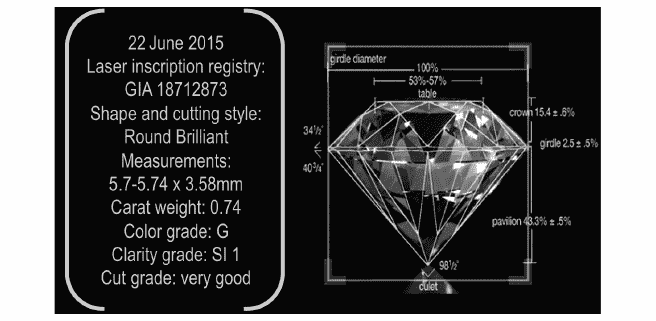 22 June 2015
Laser inscription registry:
GIA 18712873
Shape and cutting style:
Round Brilliant
Measurements:
5.7-5.74 x 3.58mm
Carat weight: 0.74
Color grade: G
Clarity grade: SI 1
Cut grade: very good
girdle diameter
100%
53%-57%
table
crown 15.4 ± .6%
34½°
girdle 2.5 ± .5%
40¾°
pavilion 43.3% ± .5%
98½°
culet